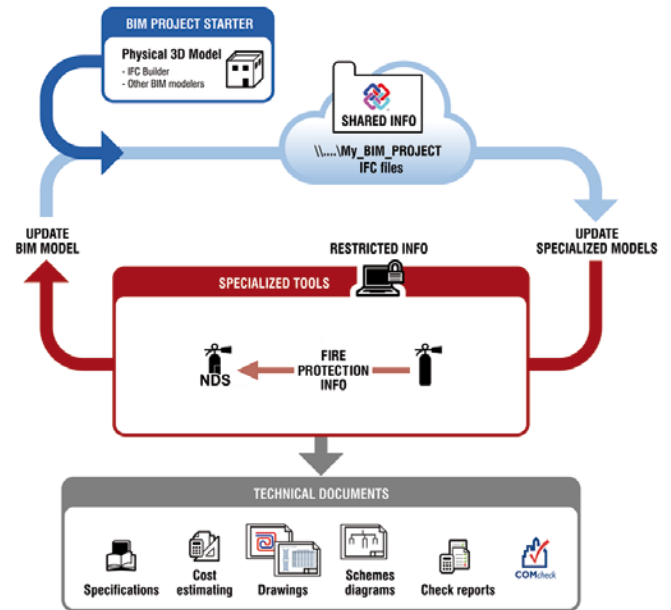 BIM PROJECT STARTER
Physical 3D Model
- IFC Builder
- Other BIM modelers
SHARED INFO
\\....\My_BIM_PROJECT
IFC files
UPDATE
BIM MODEL
UPDATE
SPECIALIZED MODELS
RESTRICTED INFO
SPECIALIZED TOOLS
FIRE
PROTECTION
INFO
NDS
TECHNICAL DOCUMENTS
Specifications
Cost
estimating
Drawings
Schemes
diagrams
Check reports
COMcheck